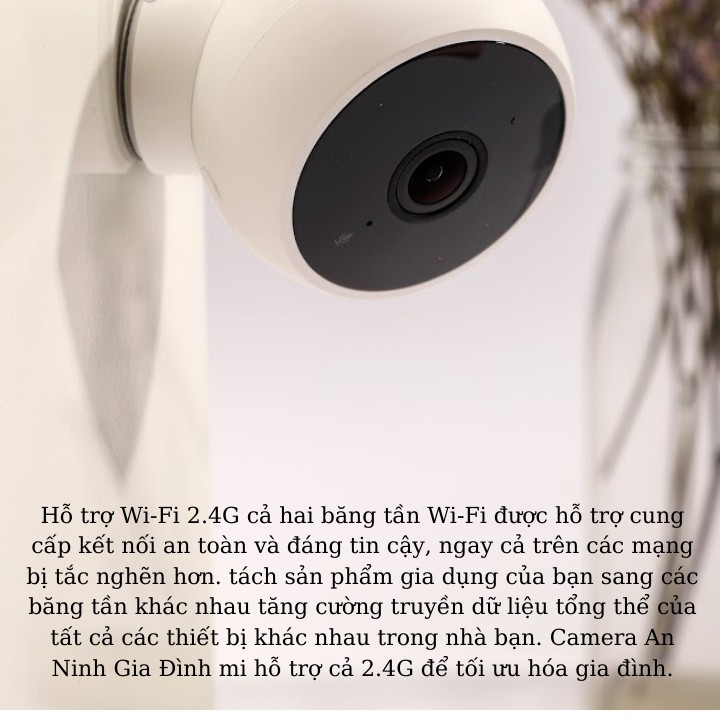 Hỗ trợ Wi-Fi 2.4G cả hai băng tần Wi-Fi được hỗ trợ cung
cấp kết nối an toàn và đáng tin cậy, ngay cả trên các mạng
bị tắc nghẽn hơn. tách sản phẩm gia dụng của bạn sang các
băng tần khác nhau tăng cường truyền dữ liệu tổng thể của
tất cả các thiết bị khác nhau trong nhà bạn. Camera An
Ninh Gia Đình mi hỗ trợ cả 2.4G để tối ưu hóa gia đình.